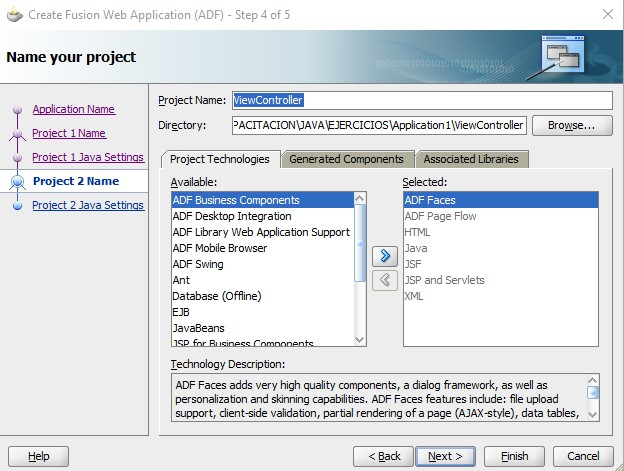 Create Fusion Web Application (ADF) - Step 4 of 5
Name your project
Application Name
Project 1 Name
Project 1 Java Settings
Project 2 Name
Project 2 Java Settings
Project Name: ViewController
Directory: PACITACION\JAVA\EJERCICIOS\Application1\ViewController Browse...
Project Technologies Generated Components Associated Libraries
Available:
ADF Business Components
ADF Desktop Integration
ADF Library Web Application Support
ADF Mobile Browser
ADF Swing
Ant
Database (Offline)
EJB
JavaBeans
JSP for Business Components
Selected:
ADF Faces
ADF Page Flow
HTML
Java
JSF
JSP and Servlets
XML
Technology Description:
ADF Faces adds very high quality components, a dialog framework, as well as
personalization and skinning capabilities. ADF Faces features include: file upload
support, client-side validation, partial rendering of a page (AJAX-style), data tables,
Help < Back Next > Finish Cancel